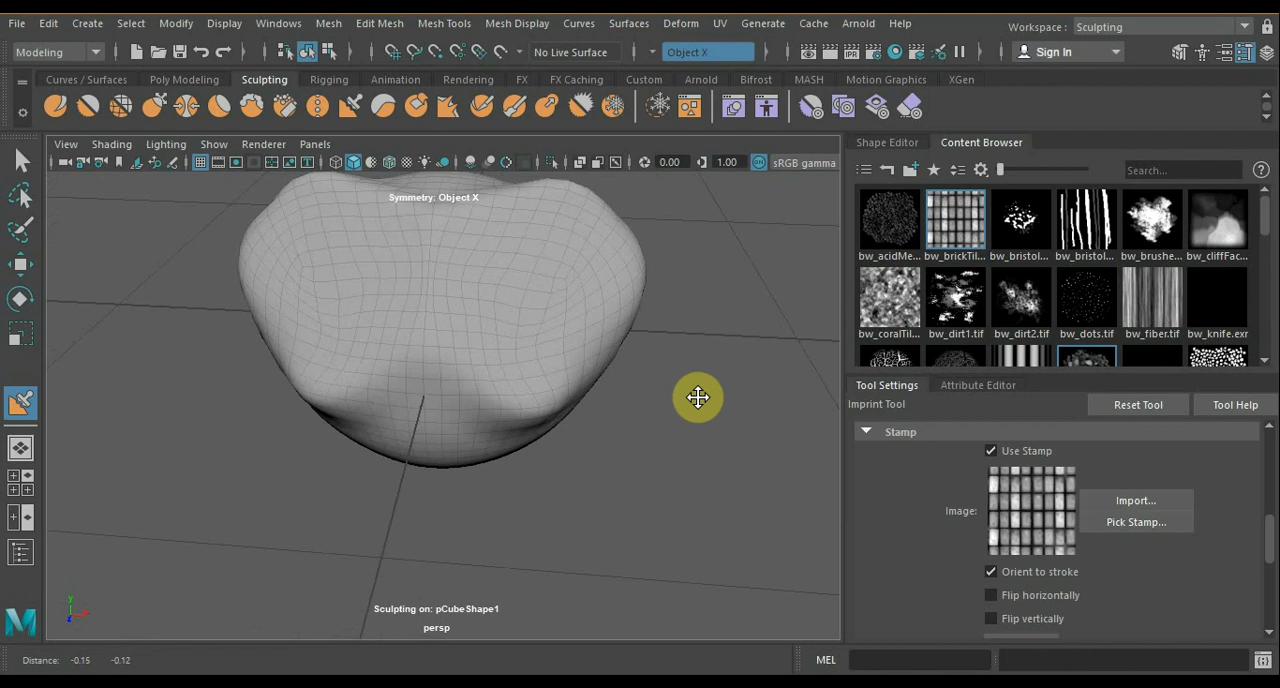 File Edit Create Select Modify Display Windows Mesh Edit Mesh Mesh Tools Mesh Display Curves Surfaces Deform UV Generate Cache Arnold Help
Workspace : Sculpting
Modeling No Live Surface Object X Sign In
Curves / Surfaces Poly Modeling Sculpting Rigging Animation Rendering FX FX Caching Custom Arnold Bifrost MASH Motion Graphics XGen
View Shading Lighting Show Renderer Panels
0.00 1.00 ON sRGB gamma
Symmetry: Object X
Shape Editor Content Browser
Search... ?
bw_acidMe... bw_brickTil... bw_bristol... bw_bristol... bw_brushe... bw_cliffFac...
bw_coralTil... bw_dirt1.tif bw_dirt2.tif bw_dots.tif bw_fiber.tif bw_knife.exr
Tool Settings Attribute Editor
Imprint Tool Reset Tool Tool Help
Stamp
Use Stamp
Image: Import...
Pick Stamp...
Orient to stroke
Flip horizontally
Flip vertically
Sculpting on: pCubeShape1
persp
Distance: -0.15 -0.12 MEL